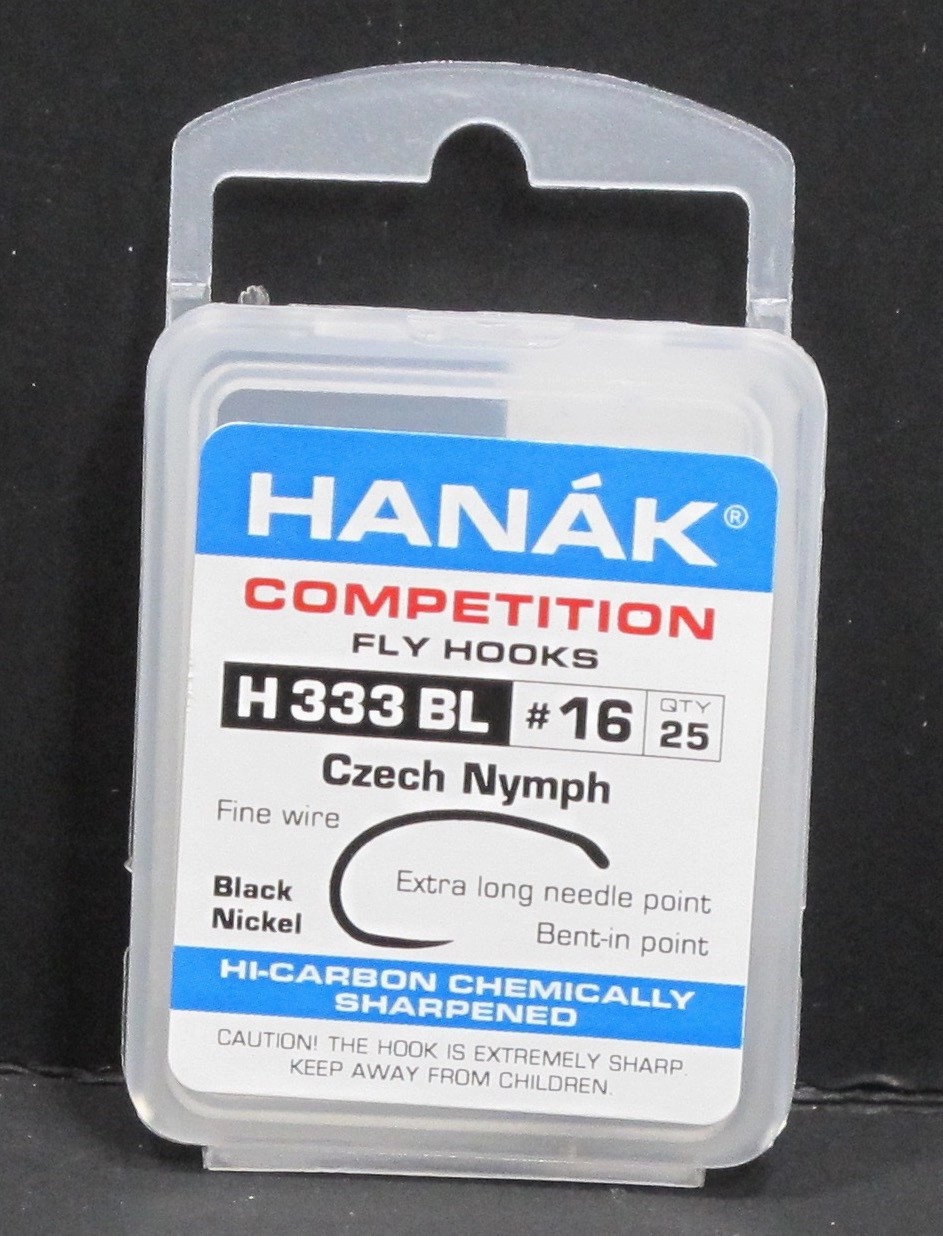 HANÁK®
COMPETITION
FLY HOOKS
H 333 BL #16 QTY 25
Czech Nymph
Fine wire
Extra long needle point
Black
Nickel
Bent-in point
HI-CARBON CHEMICALLY
SHARPENED
CAUTION! THE HOOK IS EXTREMELY SHARP.
KEEP AWAY FROM CHILDREN.